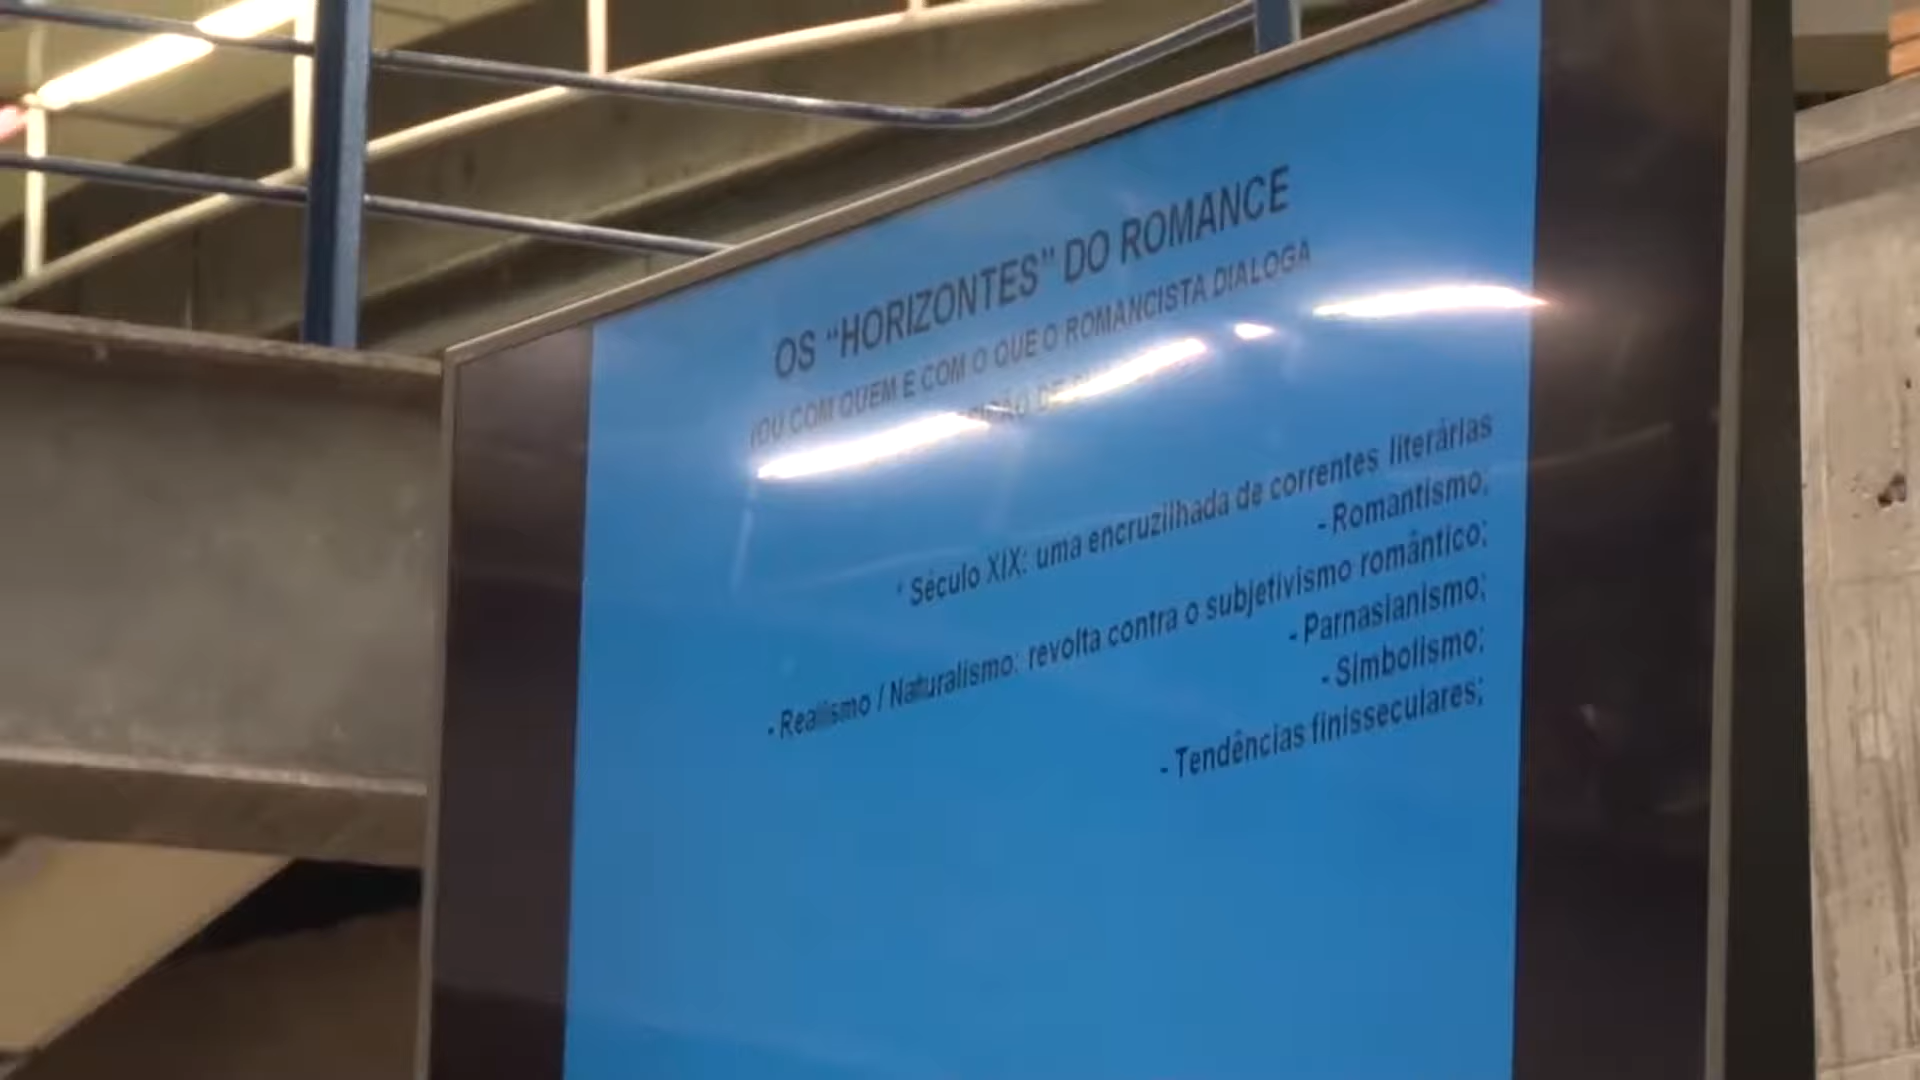 OS “HORIZONTES” DO ROMANCE
(OU COM QUEM E COM O QUE O ROMANCISTA DIALOGA
DE
* Século XIX: uma encruzilhada de correntes literárias
- Romantismo;
- Realismo / Naturalismo: revolta contra o subjetivismo romântico;
- Parnasianismo;
- Simbolismo;
- Tendências finisseculares;